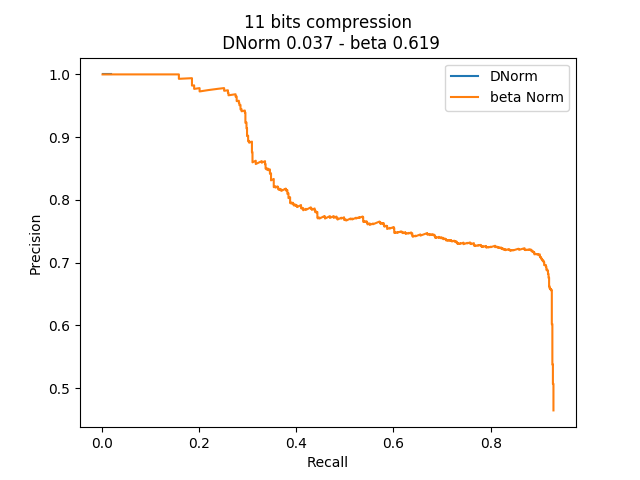 11 bits compression
DNorm 0.037 - beta 0.619
DNorm
beta Norm
1.0
0.9
0.8
0.7
0.6
0.5
Precision
0.0
0.2
0.4
0.6
0.8
Recall